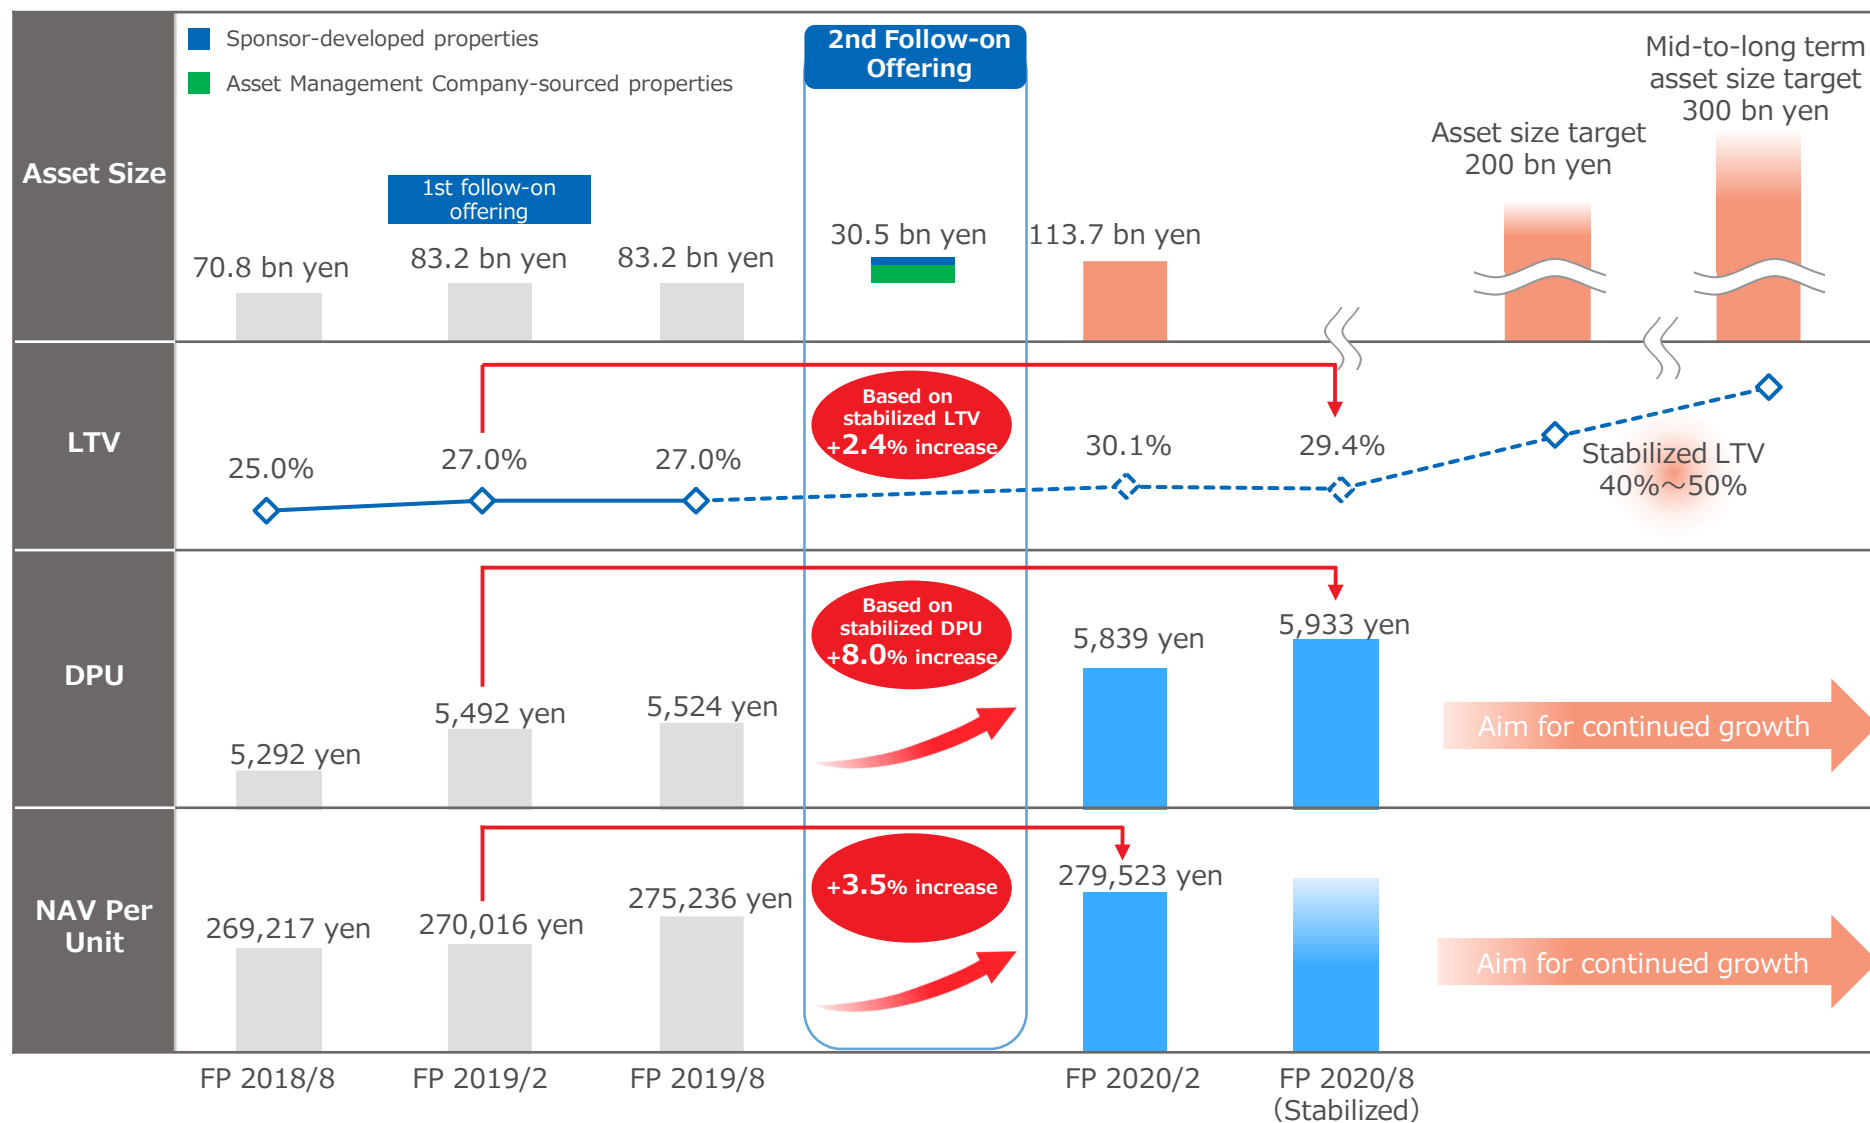 Sponsor-developed properties
Asset Management Company-sourced properties
2nd Follow-on
Offering
Mid-to-long term
asset size target
300 bn yen
Asset size target
200 bn yen
Asset Size
1st follow-on
offering
70.8 bn yen
83.2 bn yen
83.2 bn yen
30.5 bn yen
113.7 bn yen
LTV
25.0%
27.0%
27.0%
Based on
stabilized LTV
+2.4% increase
30.1%
29.4%
Stabilized LTV
40%～50%
DPU
5,292 yen
5,492 yen
5,524 yen
Based on
stabilized DPU
+8.0% increase
5,839 yen
5,933 yen
Aim for continued growth
NAV Per
Unit
269,217 yen
270,016 yen
275,236 yen
+3.5% increase
279,523 yen
Aim for continued growth
FP 2018/8
FP 2019/2
FP 2019/8
FP 2020/2
FP 2020/8
（Stabilized）